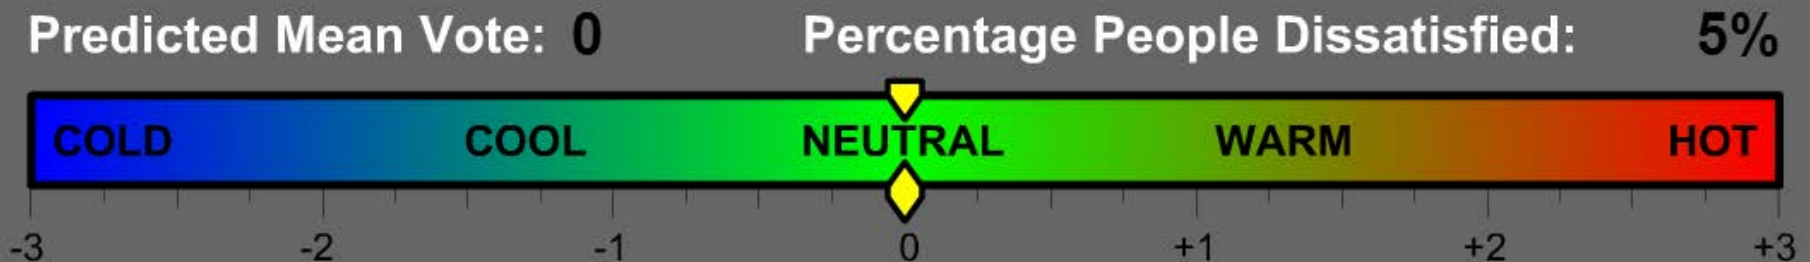 Predicted Mean Vote: 0 Percentage People Dissatisfied: 5%
COLD COOL NEUTRAL WARM HOT
-3 -2 -1 0 +1 +2 +3